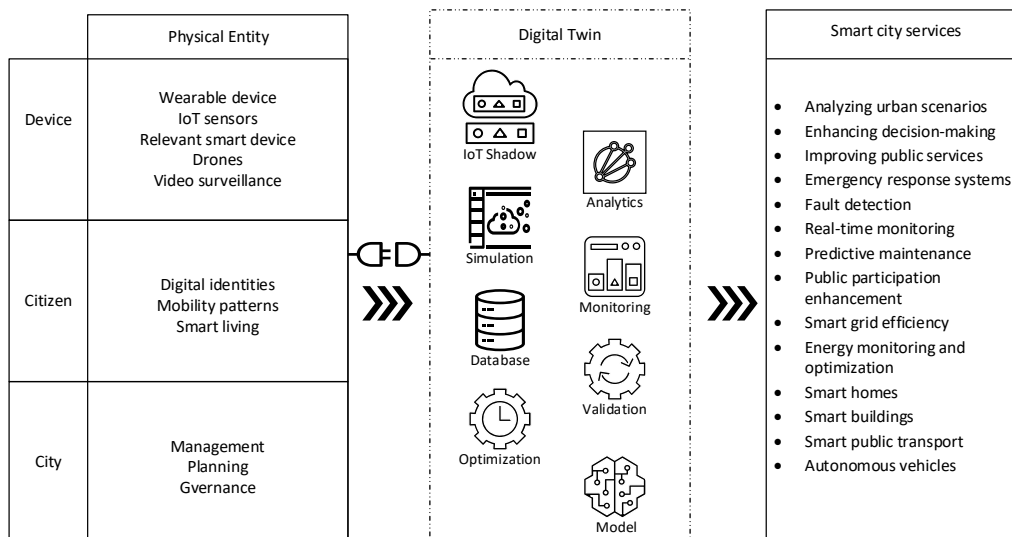 Physical Entity
Device
Wearable device
IoT sensors
Relevant smart device
Drones
Video surveillance
Citizen
Digital identities
Mobility patterns
Smart living
City
Management
Planning
Gvernance
Digital Twin
IoT Shadow
Analytics
Simulation
Monitoring
Database
Validation
Optimization
Model
Smart city services
Analyzing urban scenarios
Enhancing decision-making
Improving public services
Emergency response systems
Fault detection
Real-time monitoring
Predictive maintenance
Public participation
enhancement
Smart grid efficiency
Energy monitoring and
optimization
Smart homes
Smart buildings
Smart public transport
Autonomous vehicles